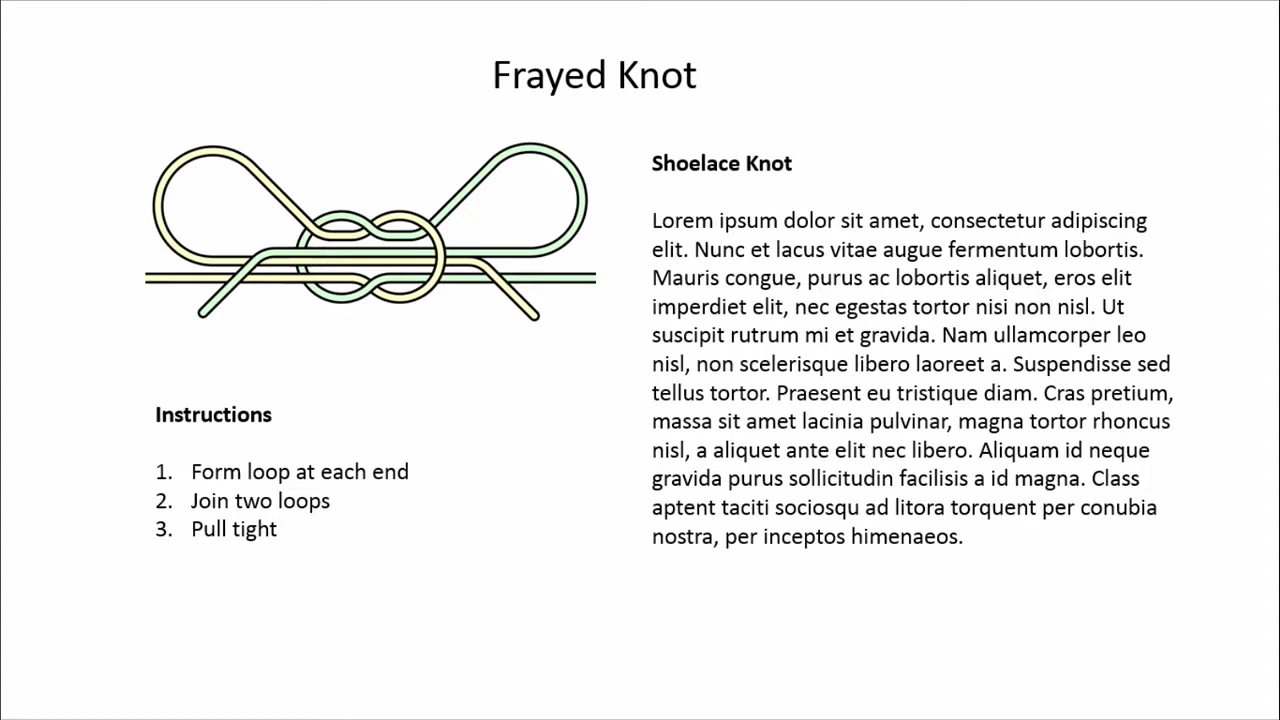 Frayed Knot
Shoelace Knot
Lorem ipsum dolor sit amet, consectetur adipiscing
elit. Nunc et lacus vitae augue fermentum lobortis.
Mauris congue, purus ac lobortis aliquet, eros elit
imperdiet elit, nec egestas tortor nisi non nisl. Ut
suscipit rutrum mi et gravida. Nam ullamcorper leo
nisl, non scelerisque libero laoreet a. Suspendisse sed
tellus tortor. Praesent eu tristique diam. Cras pretium,
massa sit amet lacinia pulvinar, magna tortor rhoncus
nisl, a aliquet ante elit nec libero. Aliquam id neque
gravida purus sollicitudin facilisis a id magna. Class
aptent taciti sociosqu ad litora torquent per conubia
nostra, per inceptos himenaeos.
Instructions
1. Form loop at each end
2. Join two loops
3. Pull tight